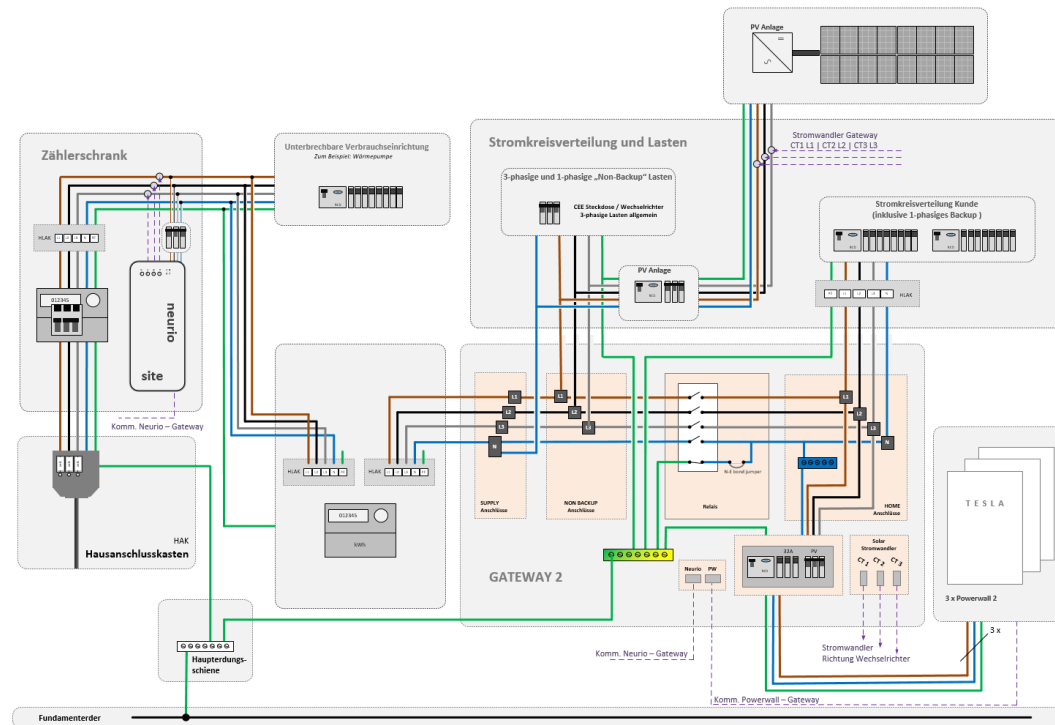 PV Anlage
Stromwandler Gateway
CT1 L1 | CT2 L2 | CT3 L3
Stromkreisverteilung und Lasten
3-phasige und 1-phasige „Non-Backup“ Lasten
CEE Steckdose / Wechselrichter
3-phasige Lasten allgemein
Stromkreisverteilung Kunde
(inklusive 1-phasiges Backup )
PV Anlage
HLAK
Zählerschrank
Unterbrechbare Verbrauchseinrichtung
Zum Beispiel: Wärmepumpe
HLAK
012345
neurio
site
Komm. Neurio – Gateway
HAK
Hausanschlusskasten
HLAK
HLAK
012345
kWh
L1
L2
L3
N
SUPPLY
Anschlüsse
L1
L2
L3
NON BACKUP
Anschlüsse
N-E bond jumper
Relais
L1
L2
L3
N
HOME
Anschlüsse
GATEWAY 2
Neurio
PW
32A
PV
Solar
Stromwandler
CT 1
CT 2
CT 3
Komm. Neurio – Gateway
Komm. Powerwall – Gateway
Stromwandler
Richtung Wechselrichter
TESLA
3 x Powerwall 2
3 x
Haupterdungs-
schiene
Fundamenterder